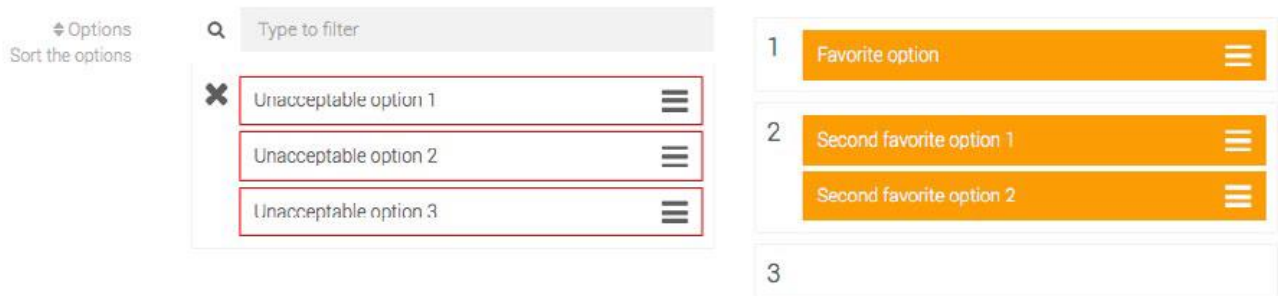 Options
Sort the options
Type to filter
Unacceptable option 1
Unacceptable option 2
Unacceptable option 3
1
Favorite option
2
Second favorite option 1
Second favorite option 2
3